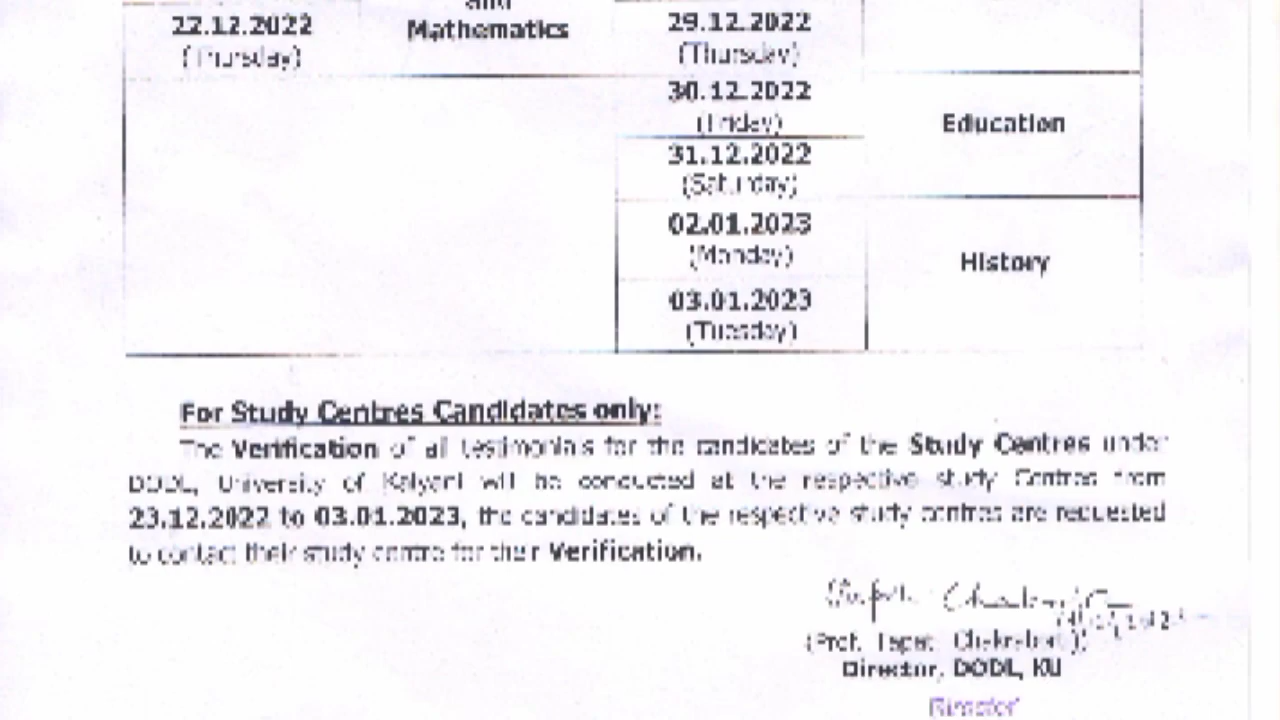 and
22.12.2022
(Thursday)
Mathematics
29.12.2022
(Thursday)
30.12.2022
(Friday)
Education
31.12.2022
(Saturday)
02.01.2023
(Monday)
History
03.01.2023
(Tuesday)
For Study Centres Candidates only:
The Verification of all testimonials for the candidates of the Study Centres under
DODL, University of Kalyani will be conducted at the respective study Centres from
23.12.2022 to 03.01.2023, the candidates of the respective study centres are requested
to contact their study centre for their Verification.
(Prof.
Director, DODL, KU
Director